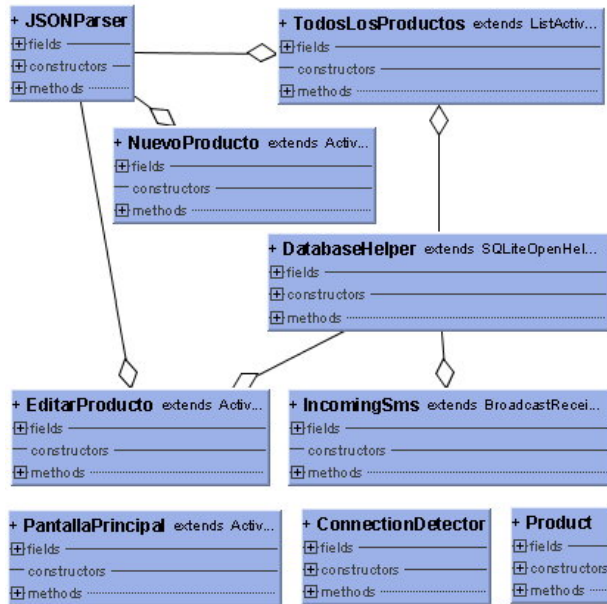 + JSONParser
fields
constructors
methods
+ TodosLosProductos extends ListActiv...
fields
constructors
methods
+ NuevoProducto extends Activ...
fields
constructors
methods
+ DatabaseHelper extends SQLiteOpenHel...
fields
constructors
methods
+ EditarProducto extends Activ...
fields
constructors
methods
+ IncomingSms extends BroadcastRecei...
fields
constructors
methods
+ PantallaPrincipal extends Activ...
fields
constructors
methods
+ ConnectionDetector
fields
constructors
methods
+ Product
fields
constructors
methods